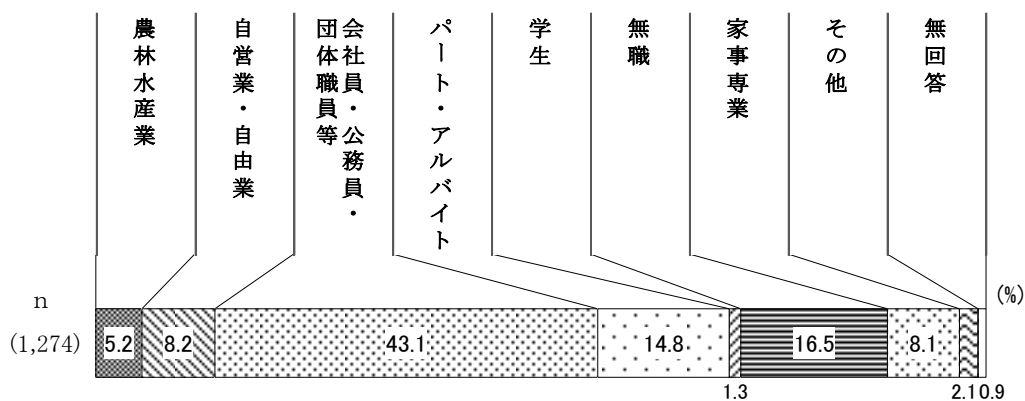 農林水産業
自営業・自由業
会社員・公務員・
団体職員等
パート・アルバイト
学生
無職
家事専業
その他
無回答
n
(1,274)
(%)
5.2
8.2
43.1
14.8
1.3
16.5
8.1
2.1
0.9